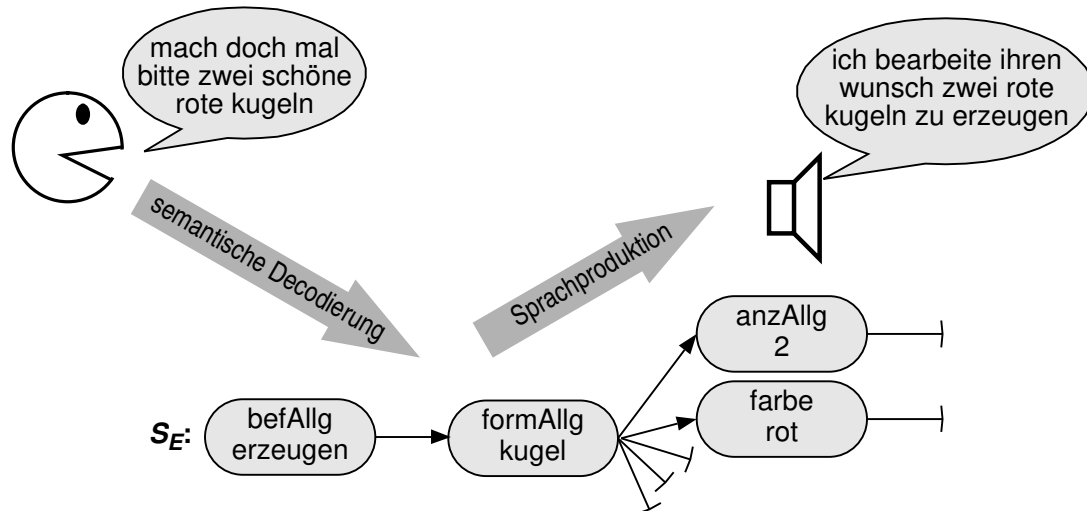 mach doch mal
bitte zwei schöne
rote kugeln
ich bearbeite ihren
wunsch zwei rote
kugeln zu erzeugen
semantische Decodierung
Sprachproduktion
anzAllg
2
S_E:
befAllg
erzeugen
formAllg
kugel
farbe
rot